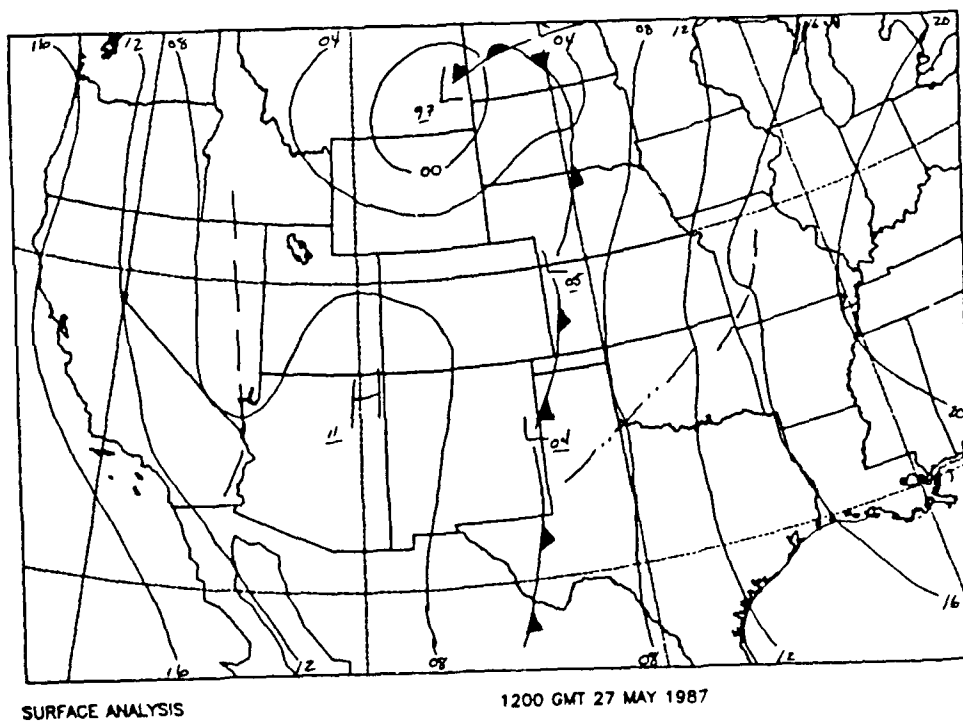 16 12 08 04 04 08 12 16 20
L
97
00
L
05
H
11
L
04
20
16
16 12 08 08 12
SURFACE ANALYSIS 1200 GMT 27 MAY 1987